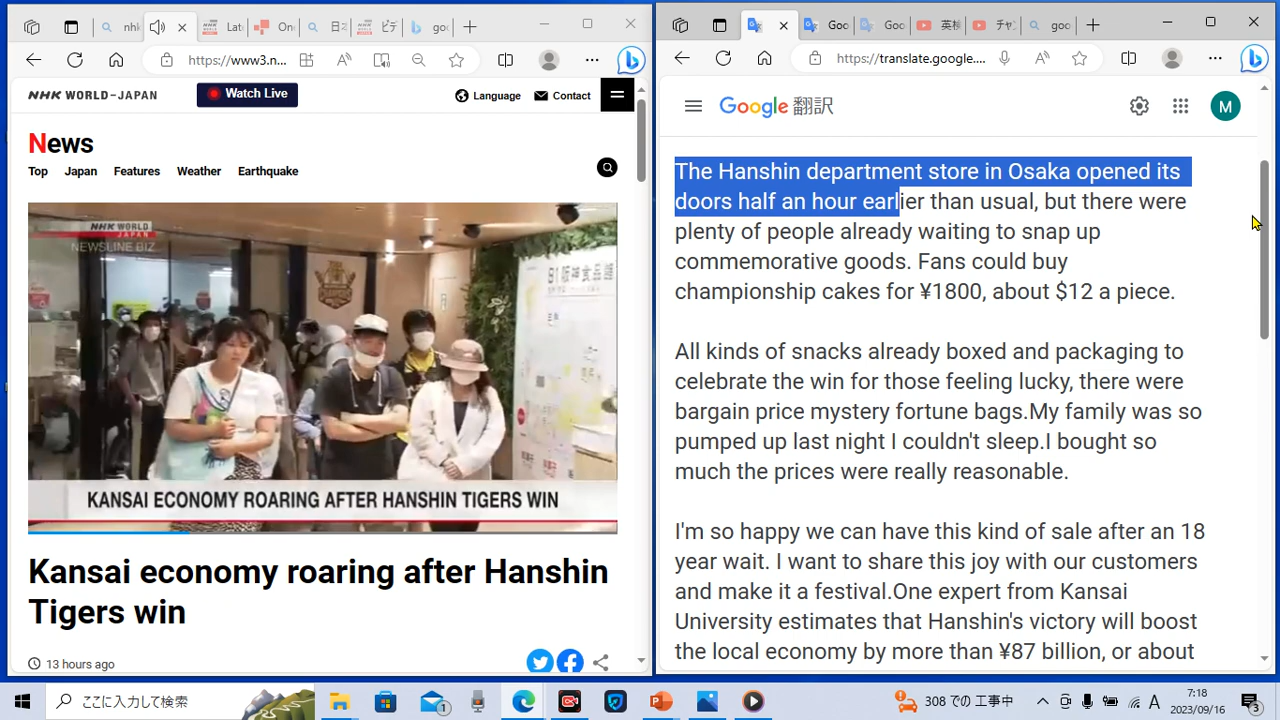 nhk
Lat
On
日ミ
ビデ
goo
https://www3.n...
NHK WORLD-JAPAN
Watch Live
Language
Contact
News
Top
Japan
Features
Weather
Earthquake
NHK WORLD
JAPAN
NEWSLINE BIZ
KANSAI ECONOMY ROARING AFTER HANSHIN TIGERS WIN
Kansai economy roaring after Hanshin
Tigers win
13 hours ago
Goo
Goo
英検
チャン
goo
https://translate.google....
Google 翻訳
M
The Hanshin department store in Osaka opened its
doors half an hour earlier than usual, but there were
plenty of people already waiting to snap up
commemorative goods. Fans could buy
championship cakes for ¥1800, about $12 a piece.
All kinds of snacks already boxed and packaging to
celebrate the win for those feeling lucky, there were
bargain price mystery fortune bags.My family was so
pumped up last night I couldn't sleep.I bought so
much the prices were really reasonable.
I'm so happy we can have this kind of sale after an 18
year wait. I want to share this joy with our customers
and make it a festival.One expert from Kansai
University estimates that Hanshin's victory will boost
the local economy by more than ¥87 billion, or about
ここに入力して検索
1
308 での 工事中
A
7:18
2023/09/16
3